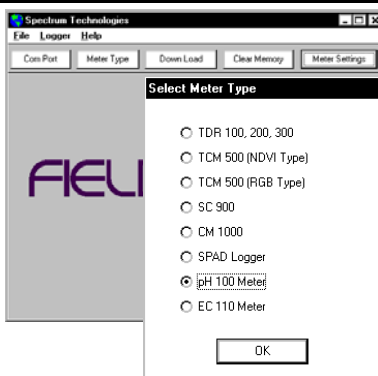 Spectrum Technologies
File Logger Help
Com Port Meter Type Down Load Clear Memory Meter Settings
Select Meter Type
TDR 100, 200, 300
TCM 500 (NDVI Type)
TCM 500 (RGB Type)
SC 900
CM 1000
SPAD Logger
pH 100 Meter
EC 110 Meter
OK